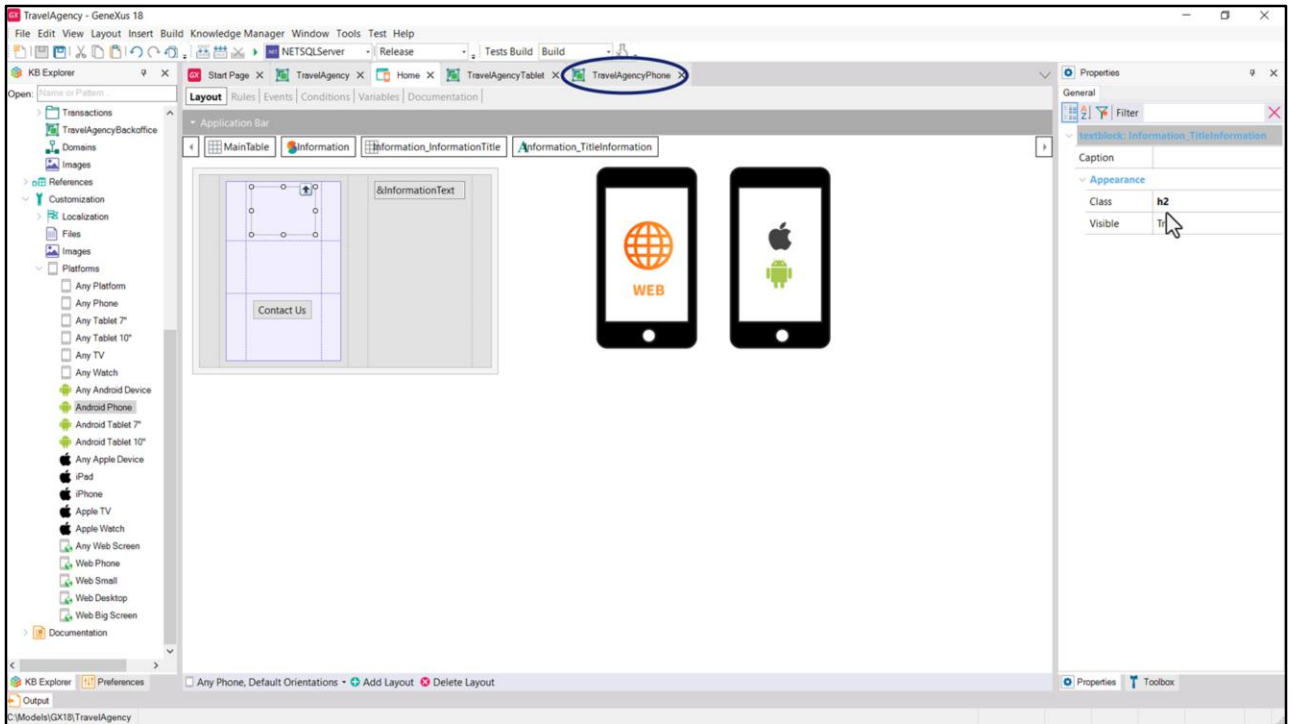 GX TravelAgency - GeneXus 18
File Edit View Layout Insert Build Knowledge Manager Window Tools Test Help
NETSQLServer Release Tests Build Build
KB Explorer
Open: Name or Pattern...
Transactions
TravelAgencyBackoffice
Domains
Images
References
Customization
Localization
Files
Images
Platforms
Any Platform
Any Phone
Any Tablet 7"
Any Tablet 10"
Any TV
Any Watch
Any Android Device
Android Phone
Android Tablet 7"
Android Tablet 10"
Any Apple Device
iPad
iPhone
Apple TV
Apple Watch
Any Web Screen
Web Phone
Web Small
Web Desktop
Web Big Screen
Documentation
KB Explorer Preferences
GX Start Page TravelAgency Home TravelAgencyTablet TravelAgencyPhone
Layout Rules Events Conditions Variables Documentation
Application Bar
MainTable Information Information_InformationTitle Information_TitleInformation
&InformationText
Contact Us
WEB
Any Phone, Default Orientations Add Layout Delete Layout
Properties
General
Filter
textblock: Information_TitleInformation
Caption
Appearance
Class h2
Visible
Properties Toolbox
Output
C:\Models\GX18\TravelAgency